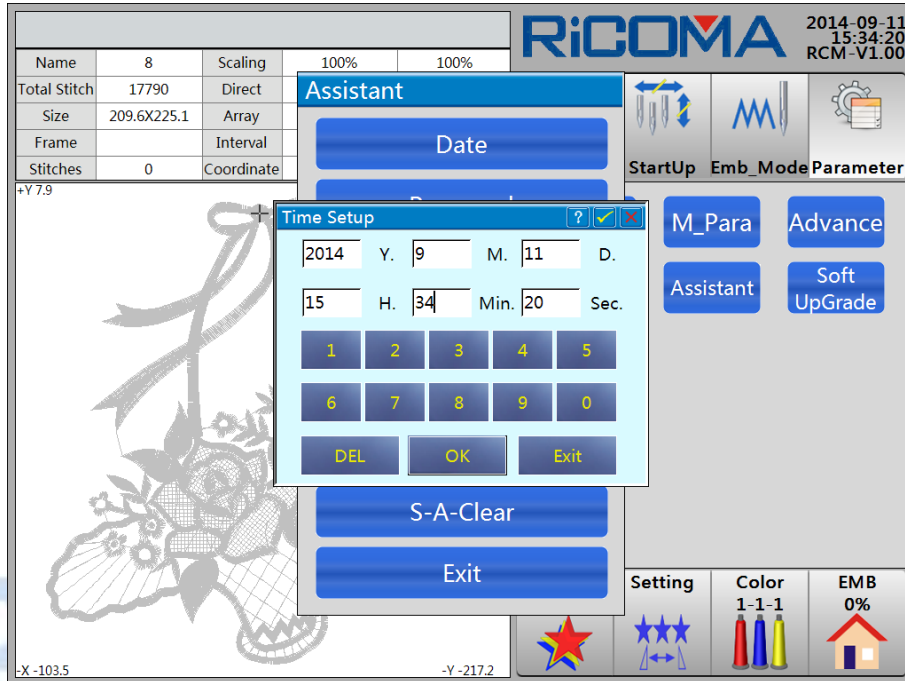 RiCOMA
2014-09-11
15:34:20
RCM-V1.00
Name 8 Scaling 100% 100%
Total Stitch 17790 Direct
Size 209.6X225.1 Array
Frame Interval
Stitches 0 Coordinate
StartUp Emb_Mode Parameter
+Y 7.9
Assistant
Date
M_Para Advance
Assistant Soft UpGrade
Time Setup ?
2014 Y. 9 M. 11 D.
15 H. 34 Min. 20 Sec.
1 2 3 4 5
6 7 8 9 0
DEL OK Exit
S-A-Clear
Exit
Setting Color EMB
1-1-1 0%
-X -103.5 -Y -217.2